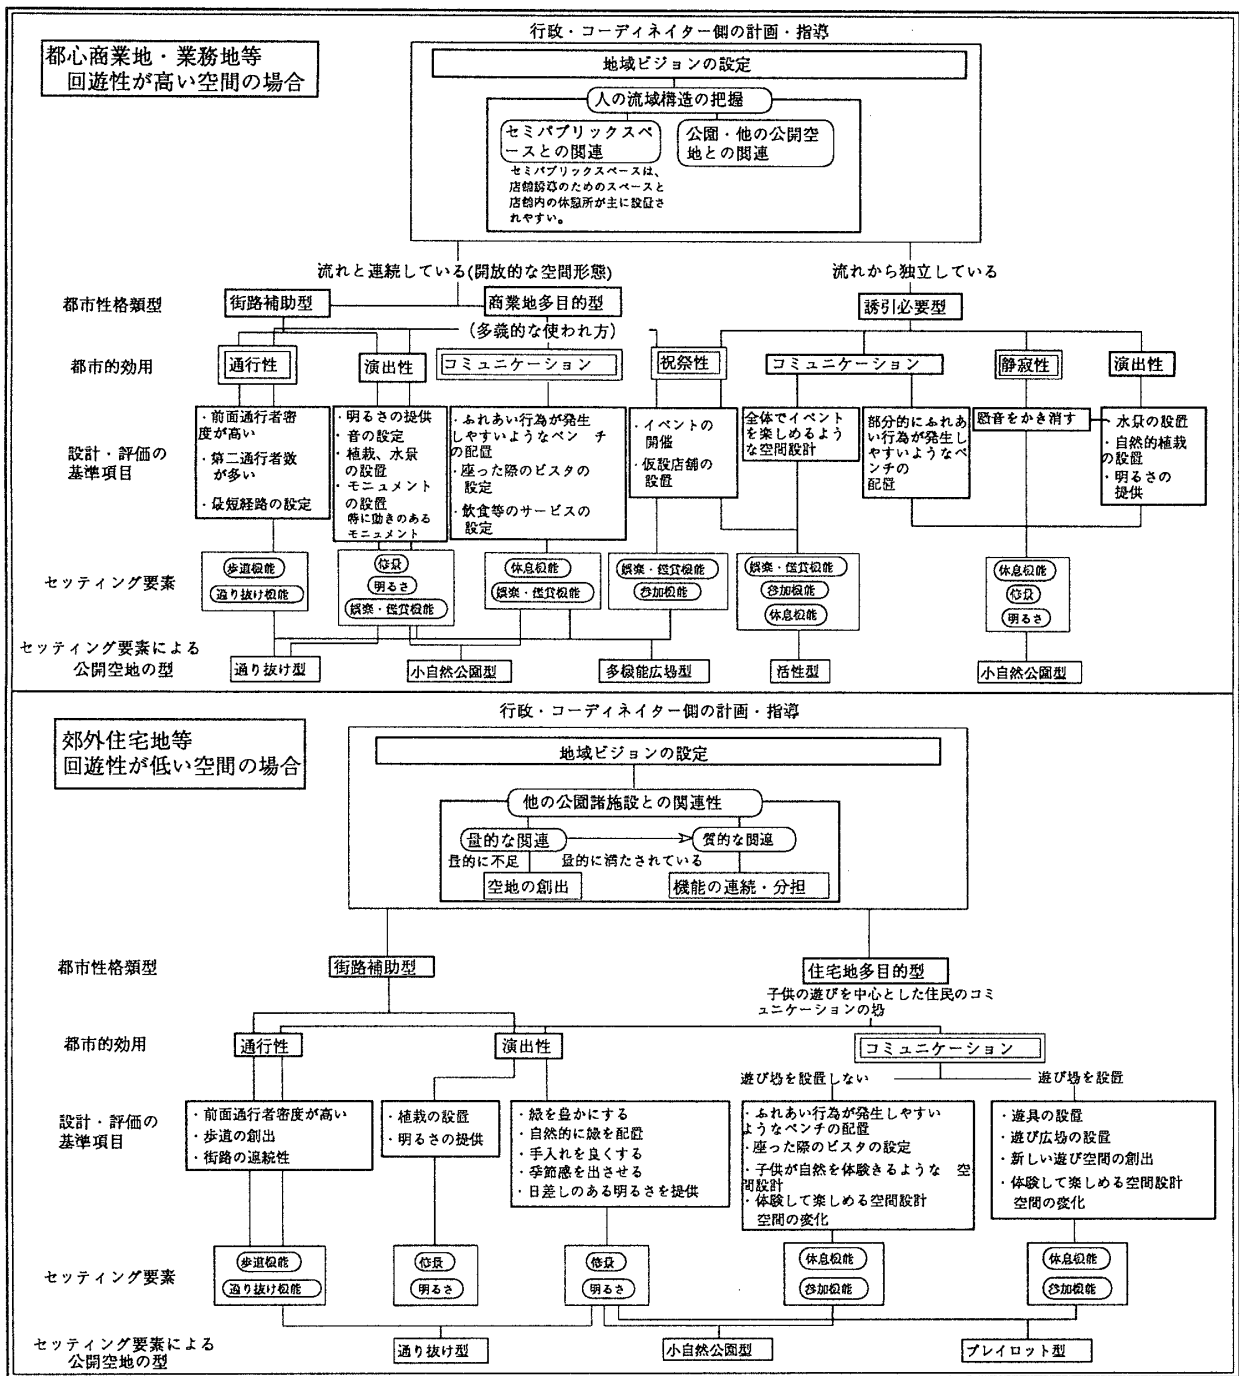 行政・コーディネイター側の計画・指導
都心商業地・業務地等
回遊性が高い空間の場合
地域ビジョンの設定
人の流域構造の把握
セミパブリックスペ
ースとの関連
公園・他の公開空
地との関連
セミパブリックスペースは、
店舗誘導のためのスペースと
店舗内の休憩所が主に設置さ
れやすい。
流れと連続している(開放的な空間形態)
流れから独立している
都市性格類型
街路補助型
商業地多目的型
誘引必要型
(多義的な使われ方)
都市的効用
通行性
演出性
コミュニケーション
祝祭性
コミュニケーション
静寂性
演出性
設計・評価の
基準項目
・前面通行者密
度が高い
・第二通行者数
が多い
・最短経路の設定
・明るさの提供
・音の設定
・植栽、水景
の設置
・モニュメント
の設置
特に動きのある
モニュメント
・ふれあい行為が発生
しやすいようなベンチ
の配置
・座った際のビスタの
設定
・飲食等のサービスの
設定
・イベントの
開催
・仮設店舗の
設置
全体でイベント
を楽しめるよう
な空間設計
部分的にふれあ
い行為が発生し
やすいようなベ
ンチの
配置
騒音をかき消す
・水景の設置
・自然的植栽
の設置
・明るさの
提供
セッティング要素
歩道機能
通り抜け機能
修景
明るさ
娯楽・鑑賞機能
休息機能
娯楽・鑑賞機能
娯楽・鑑賞機能
参加機能
娯楽・鑑賞機能
参加機能
休息機能
休息機能
修景
明るさ
セッティング要素による
公開空地の型
通り抜け型
小自然公園型
多機能広場型
活性型
小自然公園型
行政・コーディネイター側の計画・指導
郊外住宅地等
回遊性が低い空間の場合
地域ビジョンの設定
他の公園諸施設との関連性
量的な関連
質的な関連
量的に不足
量的に満たされている
空地の創出
機能の連続・分担
都市性格類型
街路補助型
住宅地多目的型
子供の遊びを中心とした住民のコミ
ュニケーションの場
都市的効用
通行性
演出性
コミュニケーション
遊び場を設置しない
遊び場を設置
設計・評価の
基準項目
・前面通行者密度が高い
・歩道の創出
・街路の連続性
・植栽の設置
・明るさの提供
・緑を豊かにする
・自然的に緑を配置
・手入れを良くする
・季節感を出させる
・日差しのある明るさを提供
・ふれあい行為が発生しやすい
ようなベンチの配置
・座った際のビスタの設定
・子供が自然を体験きるような 空
間設計
・体験して楽しめる空間設計
空間の変化
・遊具の設置
・遊び広場の設置
・新しい遊び空間の創出
・体験して楽しめる空間設計
空間の変化
セッティング要素
歩道機能
通り抜け機能
修景
明るさ
修景
明るさ
休息機能
参加機能
休息機能
参加機能
セッティング要素による
公開空地の型
通り抜け型
小自然公園型
プレイロット型